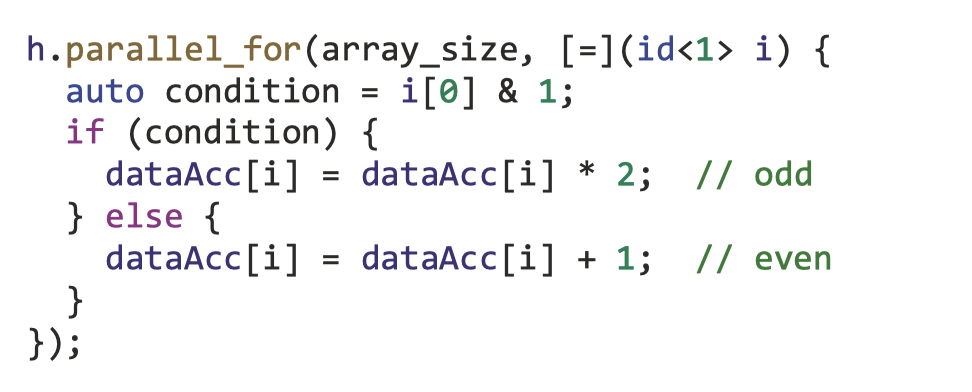 h.parallel_for(array_size, [=](id<1> i) {
  auto condition = i[0] & 1;
  if (condition) {
    dataAcc[i] = dataAcc[i] * 2;  // odd
  } else {
    dataAcc[i] = dataAcc[i] + 1;  // even
  }
});